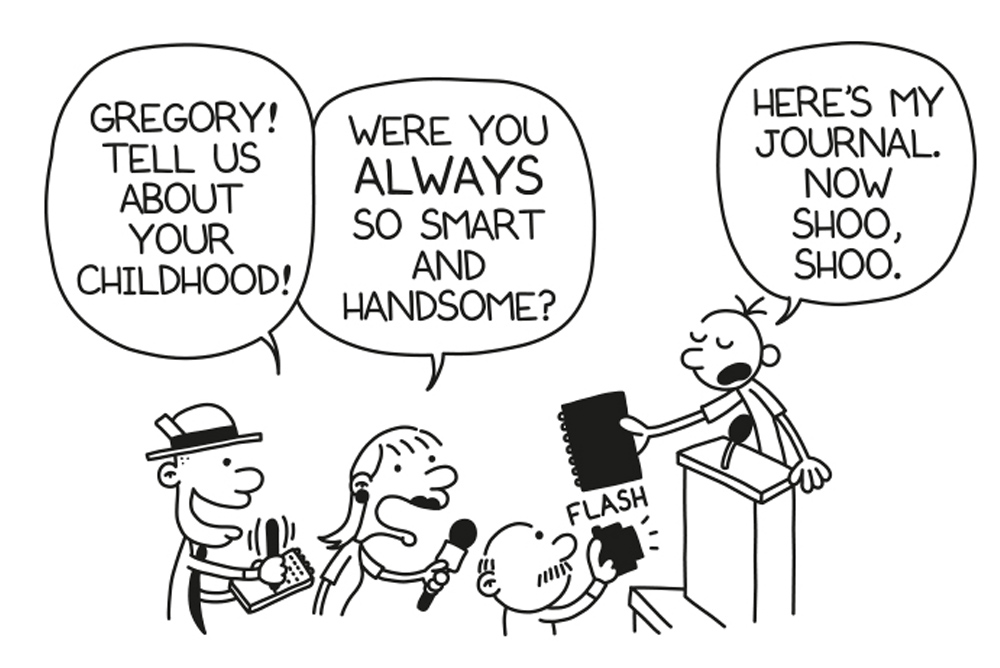 GREGORY!
TELL US
ABOUT
YOUR
CHILDHOOD!
WERE YOU
ALWAYS
SO SMART
AND
HANDSOME?
HERE'S MY
JOURNAL.
NOW
SHOO,
SHOO.
FLASH